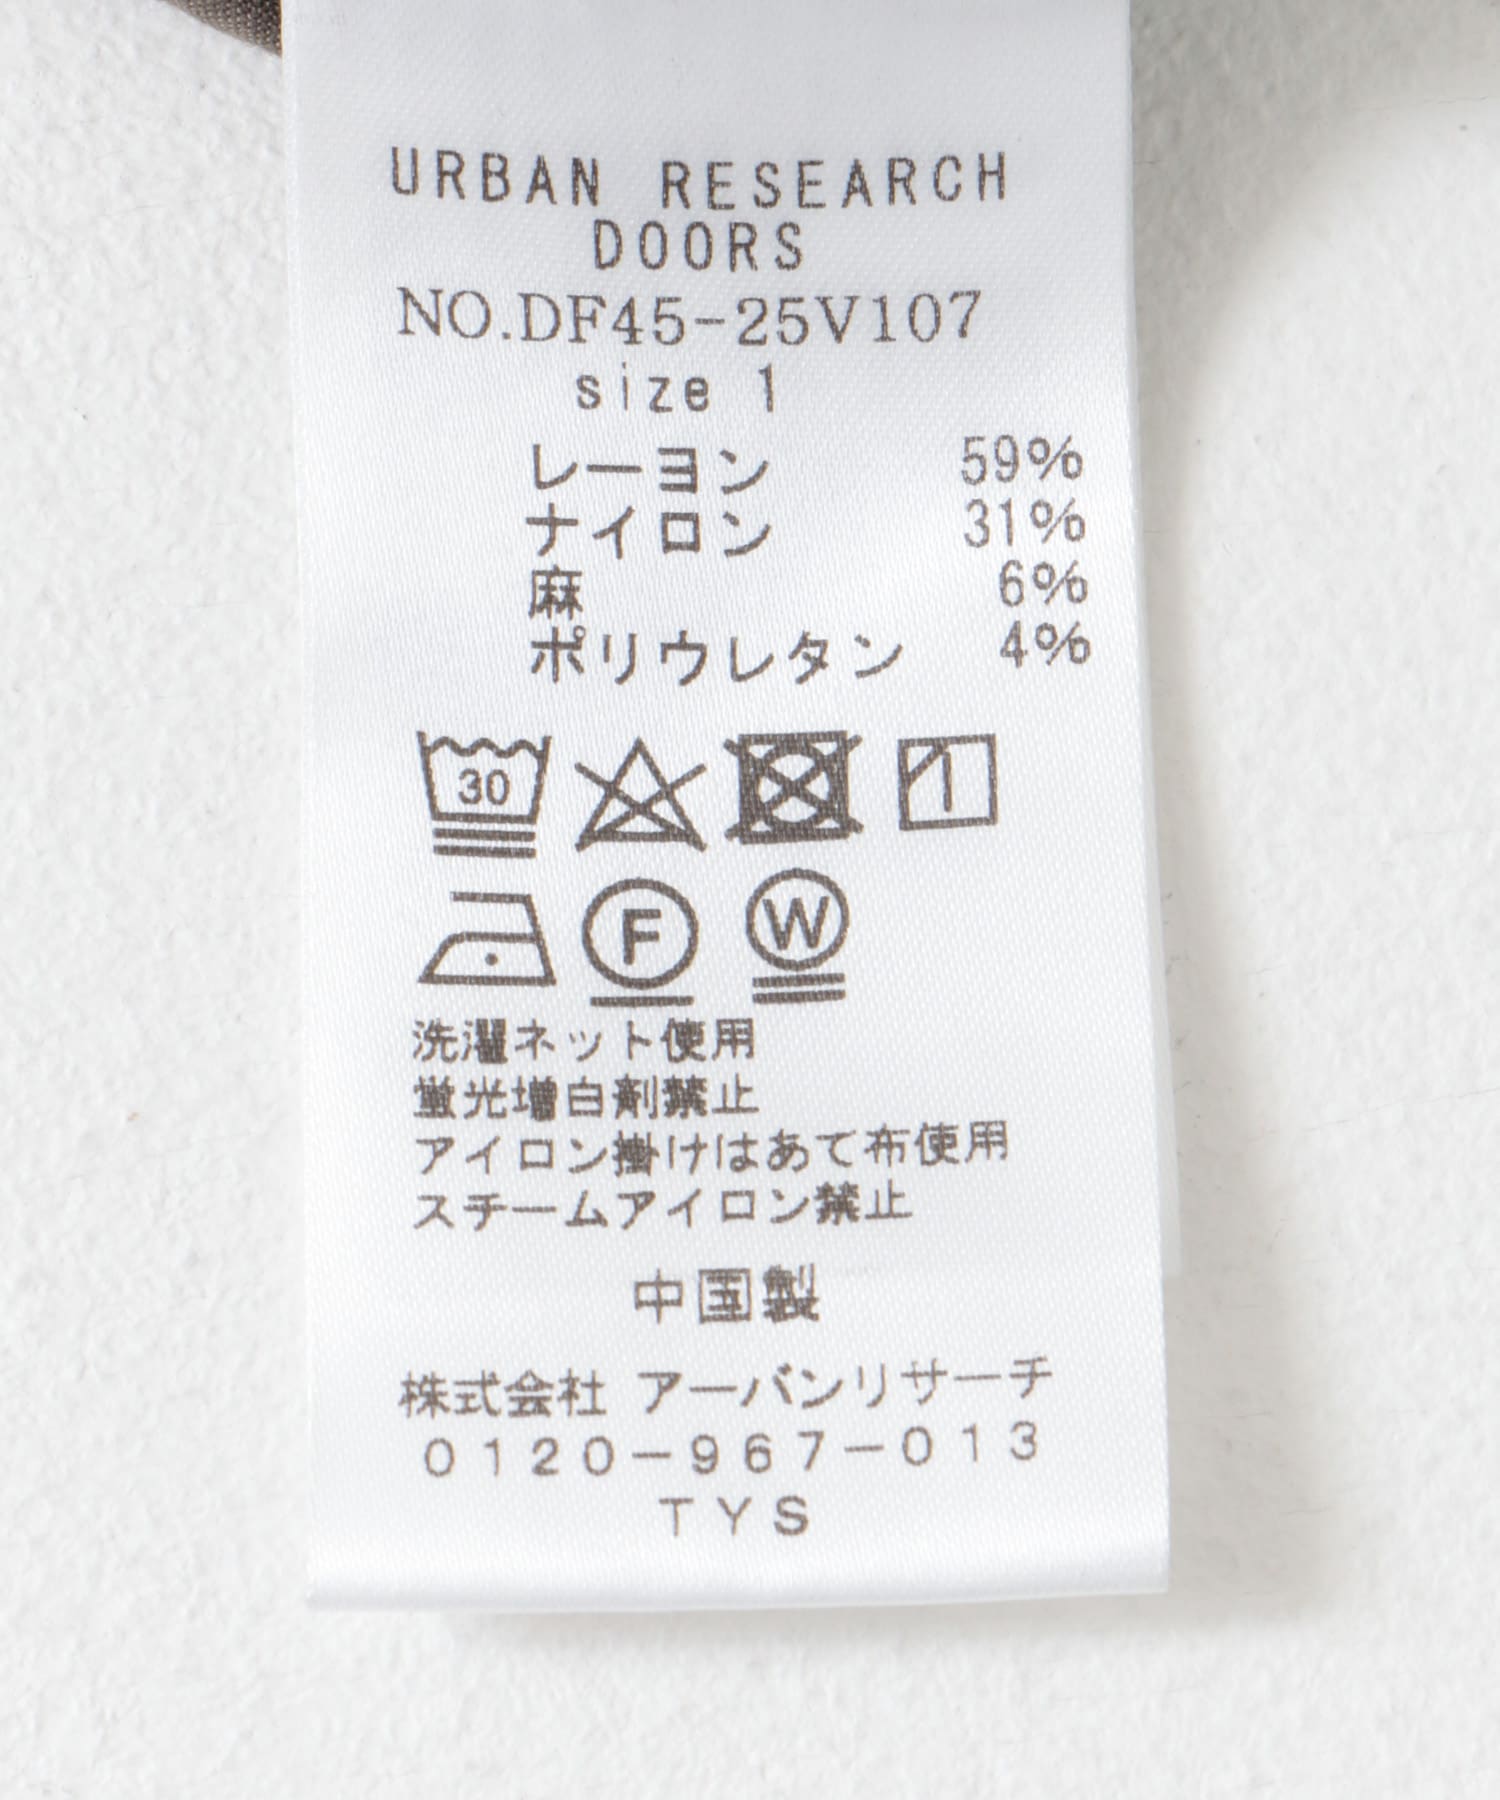 URBAN RESEARCH
DOORS
NO.DF45-25V107
size 1
レーヨン 59%
ナイロン 31%
麻 6%
ポリウレタン 4%
30
F
W
洗濯ネット使用
蛍光増白剤禁止
アイロン掛けはあて布使用
スチームアイロン禁止
中国製
株式会社 アーバンリサーチ
0120-967-013
TYS